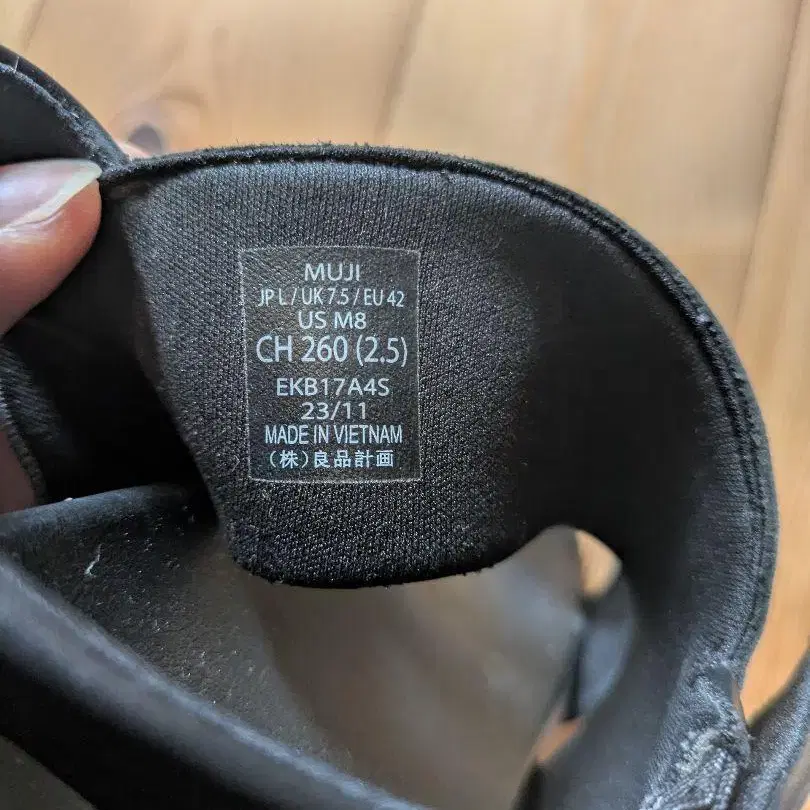 MUJI
JP L / UK 7.5 / EU 42
US M8
CH 260 (2.5)
EKB17A4S
23/11
MADE IN VIETNAM
(株)良品計画